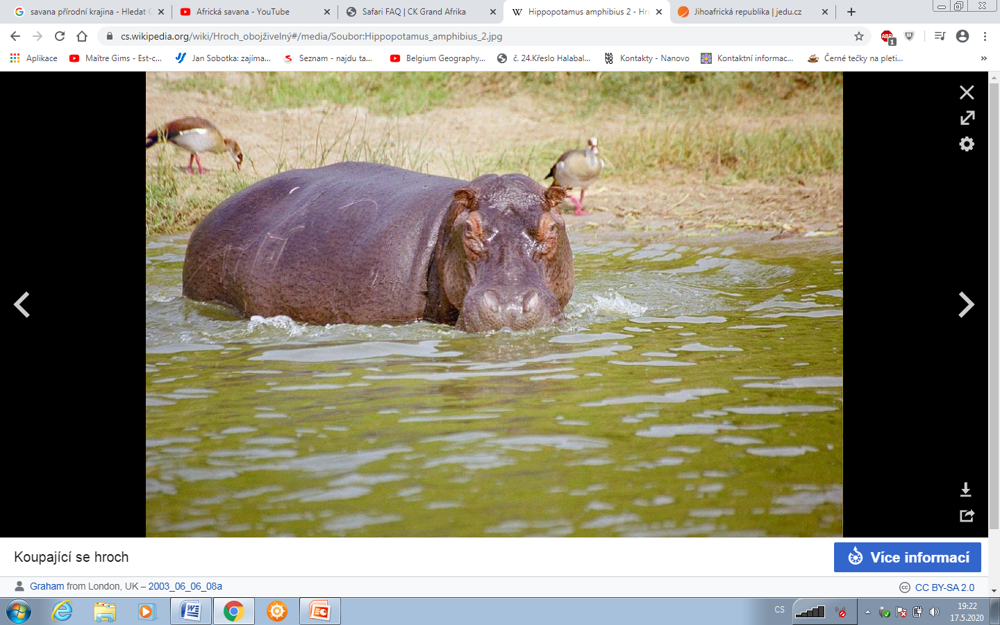 savana přírodní krajina - Hledat G
Africká savana - YouTube
Safari FAQ | CK Grand Afrika
Hippopotamus amphibius 2 - Hro
Jihoafrická republika | jedu.cz
cs.wikipedia.org/wiki/Hroch_obojživelný#/media/Soubor:Hippopotamus_amphibius_2.jpg
ABP
1
Aplikace
Maître Gims - Est-c...
Jan Sobotka: zajíma...
Seznam - najdu ta...
Belgium Geography...
č. 24.Křeslo Halabal...
Kontakty - Nanovo
Kontaktní informac...
Černé tečky na pleti...
»
Koupající se hroch
Více informací
Graham from London, UK – 2003_06_06_08a
CC BY-SA 2.0
CS
19:22
17.5.2020